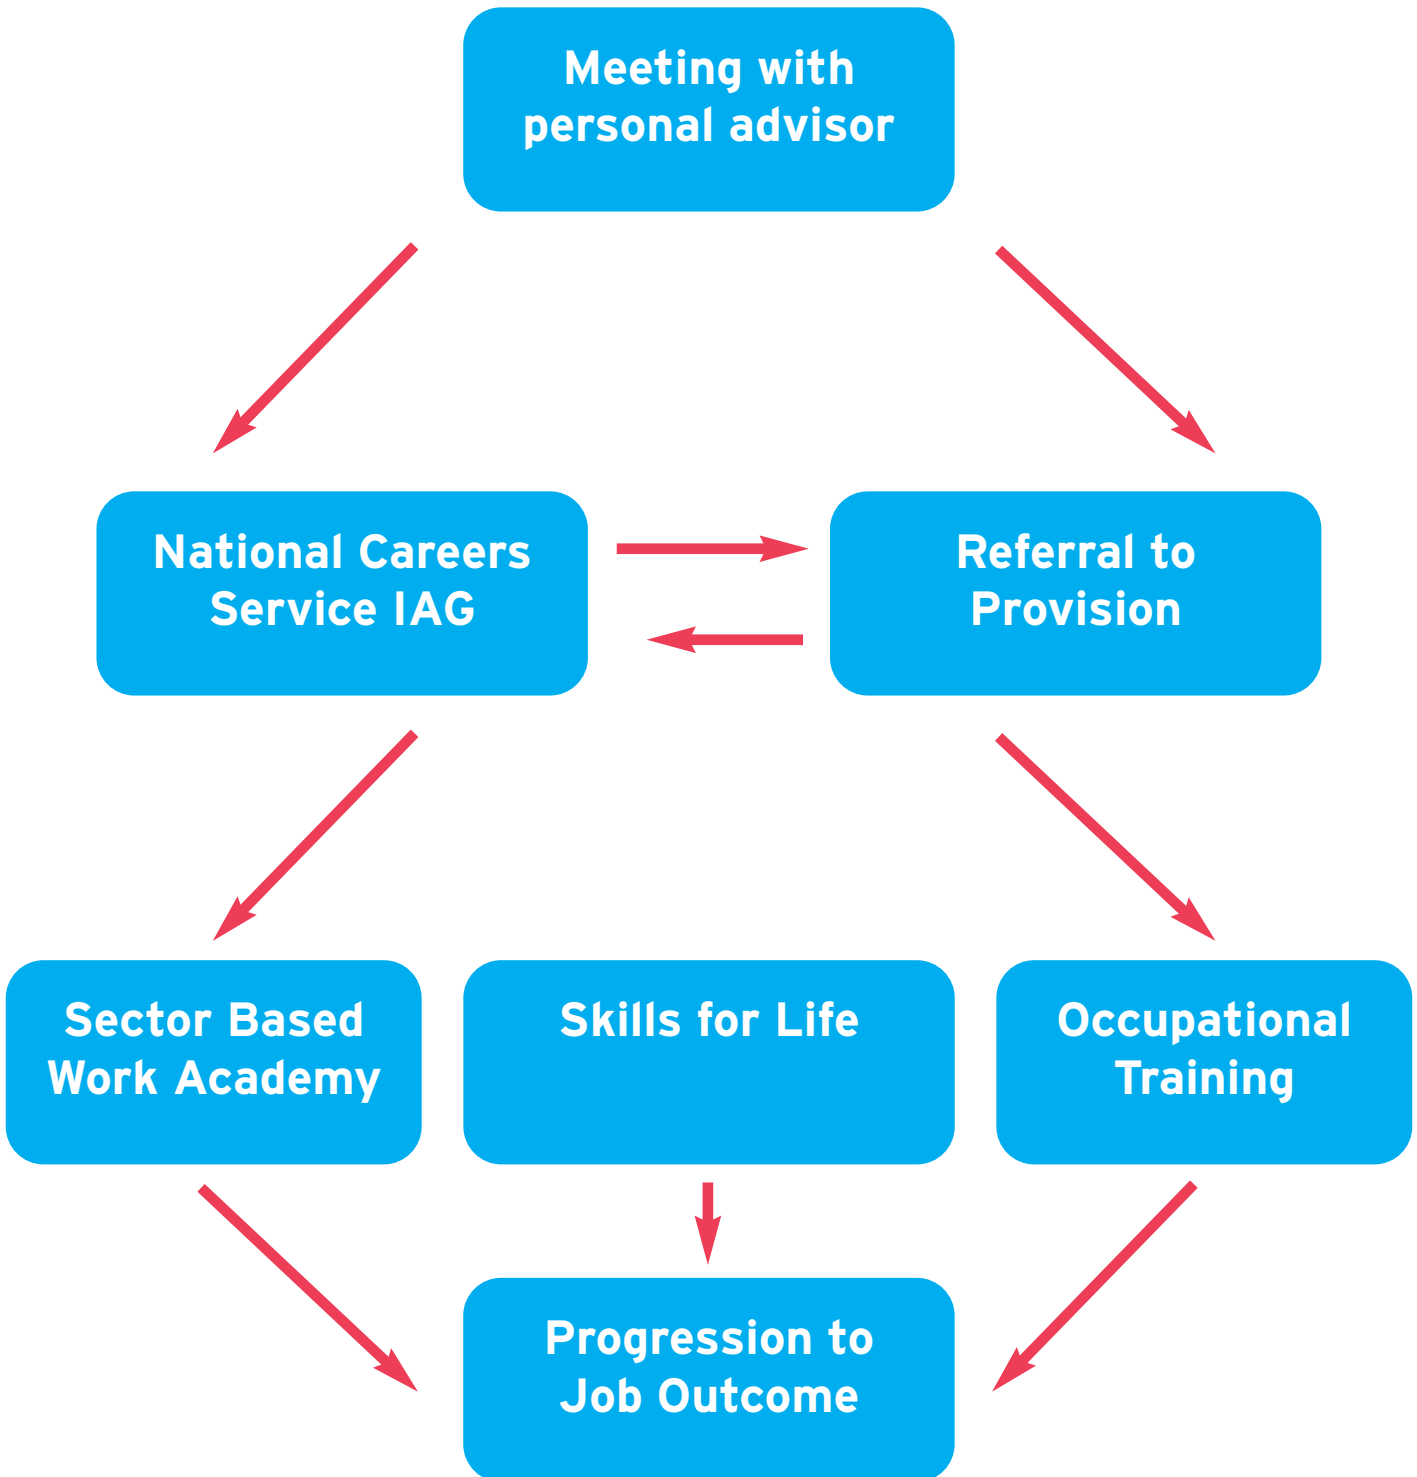 Meeting with
personal advisor
National Careers
Service IAG
Referral to
Provision
Sector Based
Work Academy
Skills for Life
Occupational
Training
Progression to
Job Outcome